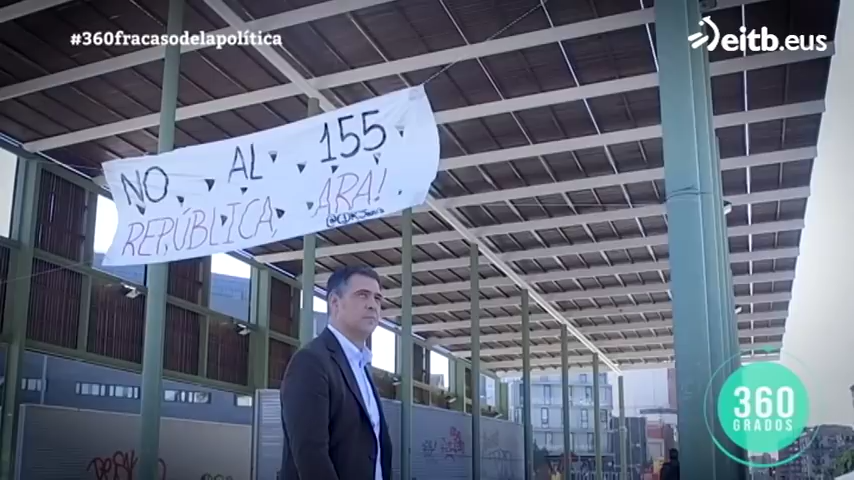 #360fracasodelapolítica
eitb.eus
NO AL 155
REPÚBLICA ARA!
360
GRADOS